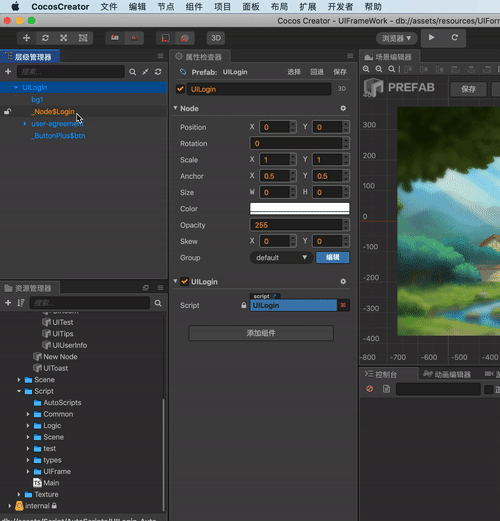 CocosCreator 文件 编辑 节点 组件 项目 面板 布局 扩展 开发者 帮助
Cocos Creator - UIFrameWork - db://assets/resources/UIForm
3D 浏览器
层级管理器
搜索...
UILogin
bg1
_Node$Login
user-agreement
_ButtonPlus$btn
资源管理器
搜索...
UITest
UITips
UIUserInfo
New Node
UIToast
Scene
Script
AutoScripts
Common
Logic
Scene
test
types
UIFrame
TS Main
Texture
internal
db://assets/Script/AutoScripts/UILogin_Auto
属性检查器
Prefab: UILogin 选择 回退 保存
UILogin 3D
Node
Position X 0 Y 0
Rotation 0
Scale X 1 Y 1
Anchor X 0.5 Y 0.5
Size W 0 H 0
Color
Opacity 255
Skew X 0 Y 0
Group default 编辑
UILogin
script
Script UILogin
添加组件
场景编辑器
PREFAB 保存
400
300
200
100
0
-100
-200
-300
-400
-800 -700 -600 -500 -400
控制台 动画编辑器